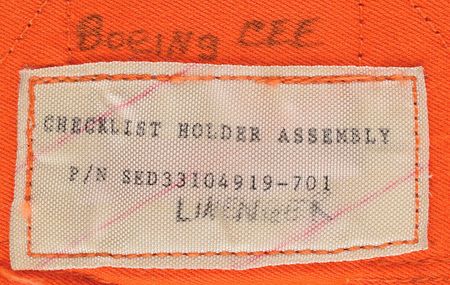 BOEING CEE
CHECKLIST HOLDER ASSEMBLY
P/N SED33104919-701
LINENGER